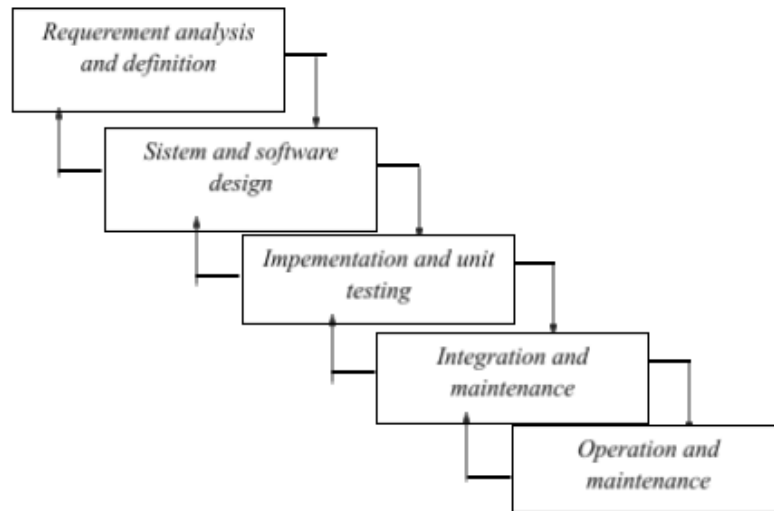 Requerement analysis
and definition
Sistem and software
design
Impementation and unit
testing
Integration and
maintenance
Operation and
maintenance